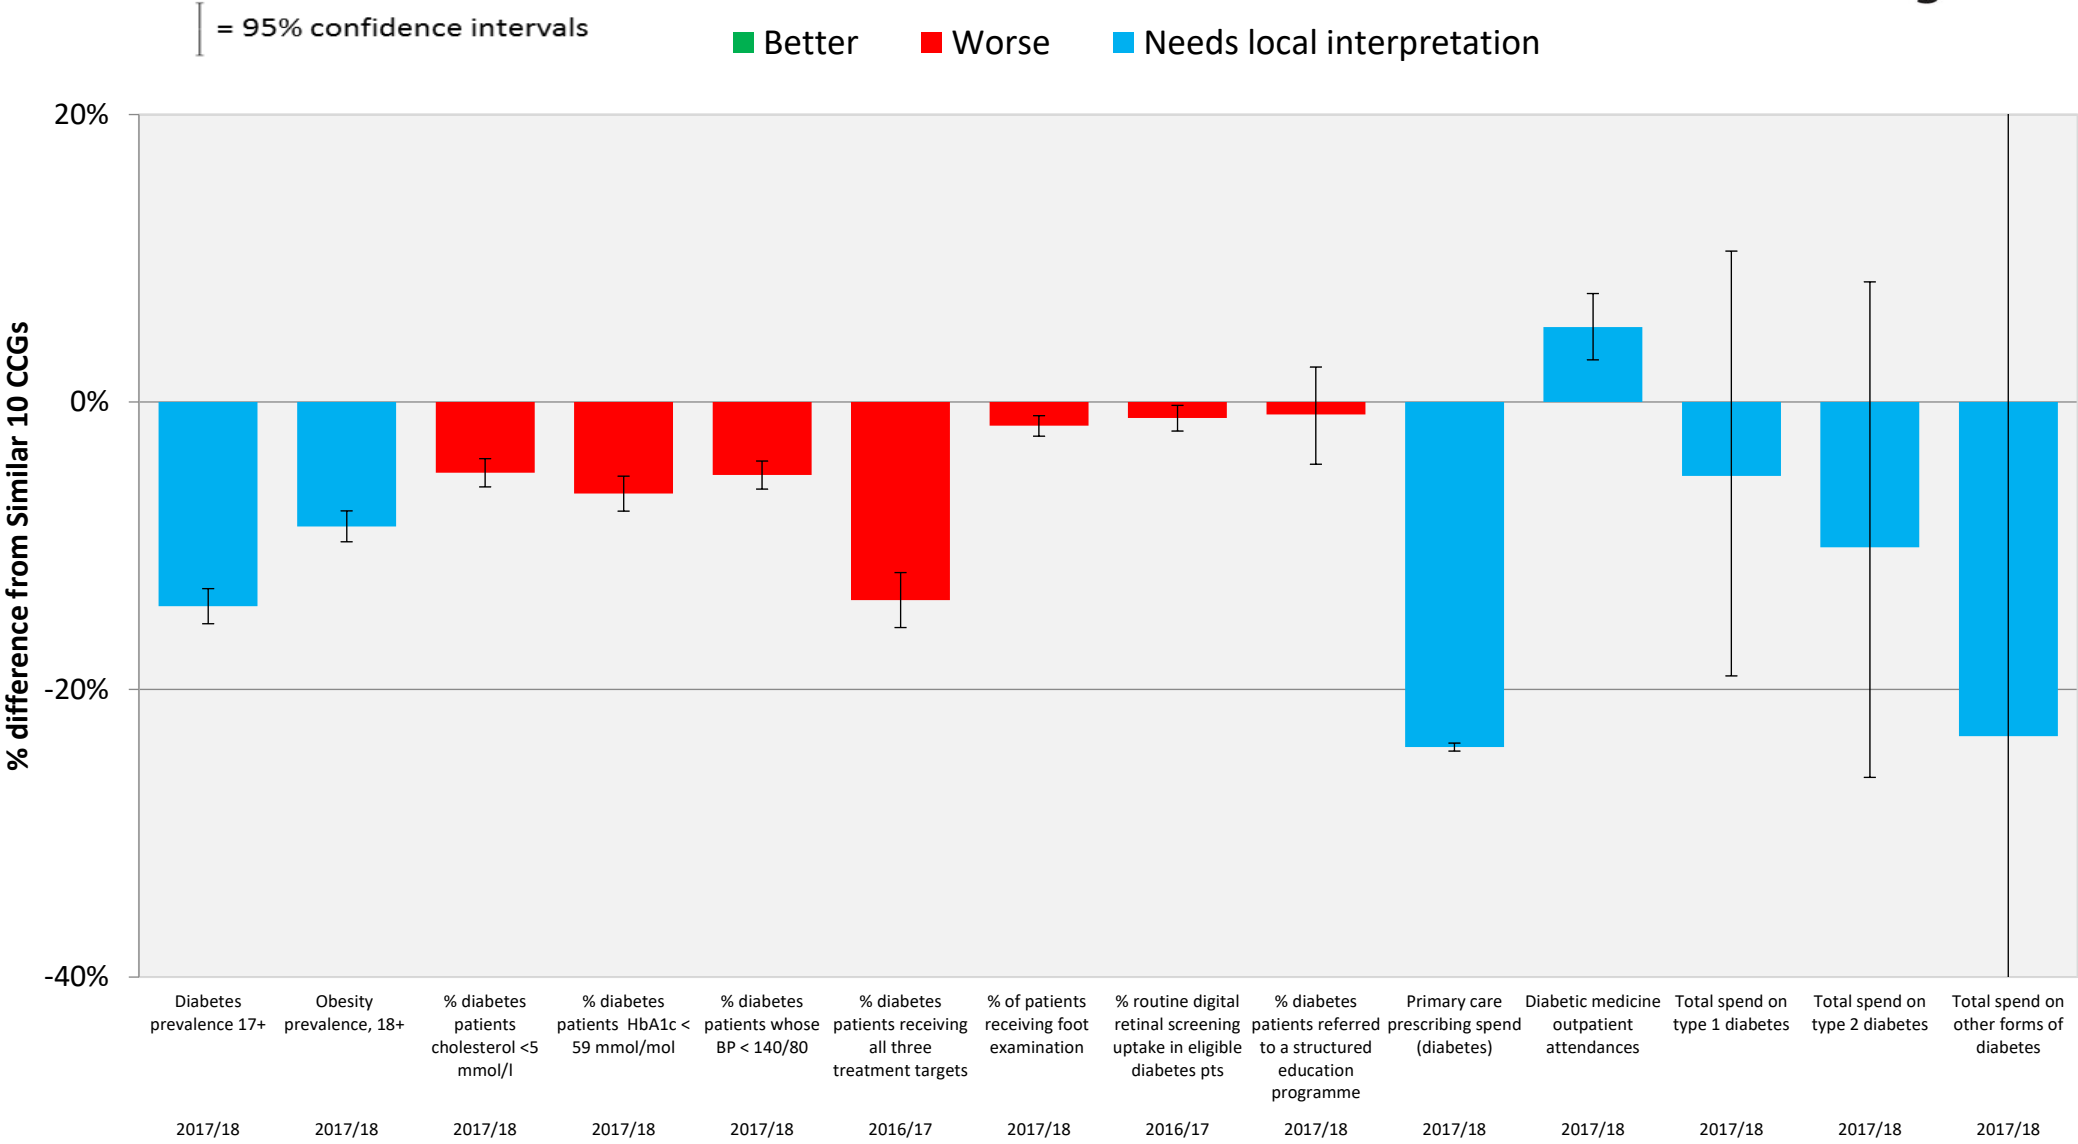 = 95% confidence intervals
Better Worse Needs local interpretation
% difference from Similar 10 CCGs
20%
0%
-20%
-40%
Diabetes
prevalence 17+
2017/18
Obesity
prevalence, 18+
2017/18
% diabetes
patients
cholesterol <5
mmol/l
2017/18
% diabetes
patients HbA1c <
59 mmol/mol
2017/18
% diabetes
patients whose
BP < 140/80
2017/18
% diabetes
patients receiving
all three
treatment targets
2016/17
% of patients
receiving foot
examination
2017/18
% routine digital
retinal screening
uptake in eligible
diabetes pts
2016/17
% diabetes
patients referred
to a structured
education
programme
2017/18
Primary care
prescribing spend
(diabetes)
2017/18
Diabetic medicine
outpatient
attendances
2017/18
Total spend on
type 1 diabetes
2017/18
Total spend on
type 2 diabetes
2017/18
Total spend on
other forms of
diabetes
2017/18